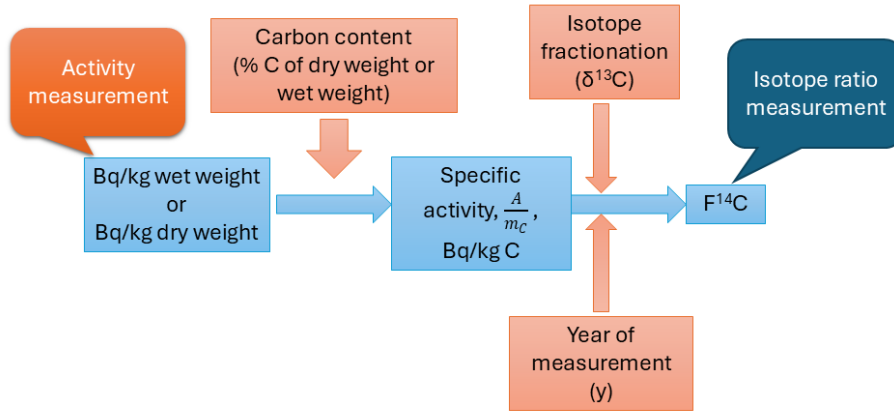 Activity
measurement
Carbon content
(% C of dry weight or
wet weight)
Isotope
fractionation
(δ¹³C)
Isotope ratio
measurement
Bq/kg wet weight
or
Bq/kg dry weight
Specific
activity, A/m_C ,
Bq/kg C
F¹⁴C
Year of
measurement
(y)